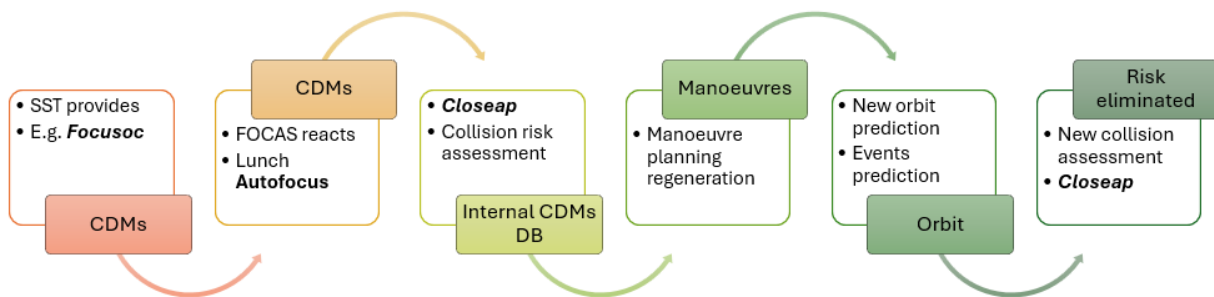 • SST provides
• E.g. Focusoc
CDMs
CDMs
• FOCAS reacts
• Lunch
Autofocus
• Closeap
• Collision risk
assessment
Internal CDMs
DB
Manoeuvres
• Manoeuvre
planning
regeneration
• New orbit
prediction
• Events
prediction
Orbit
Risk
eliminated
• New collision
assessment
• Closeap